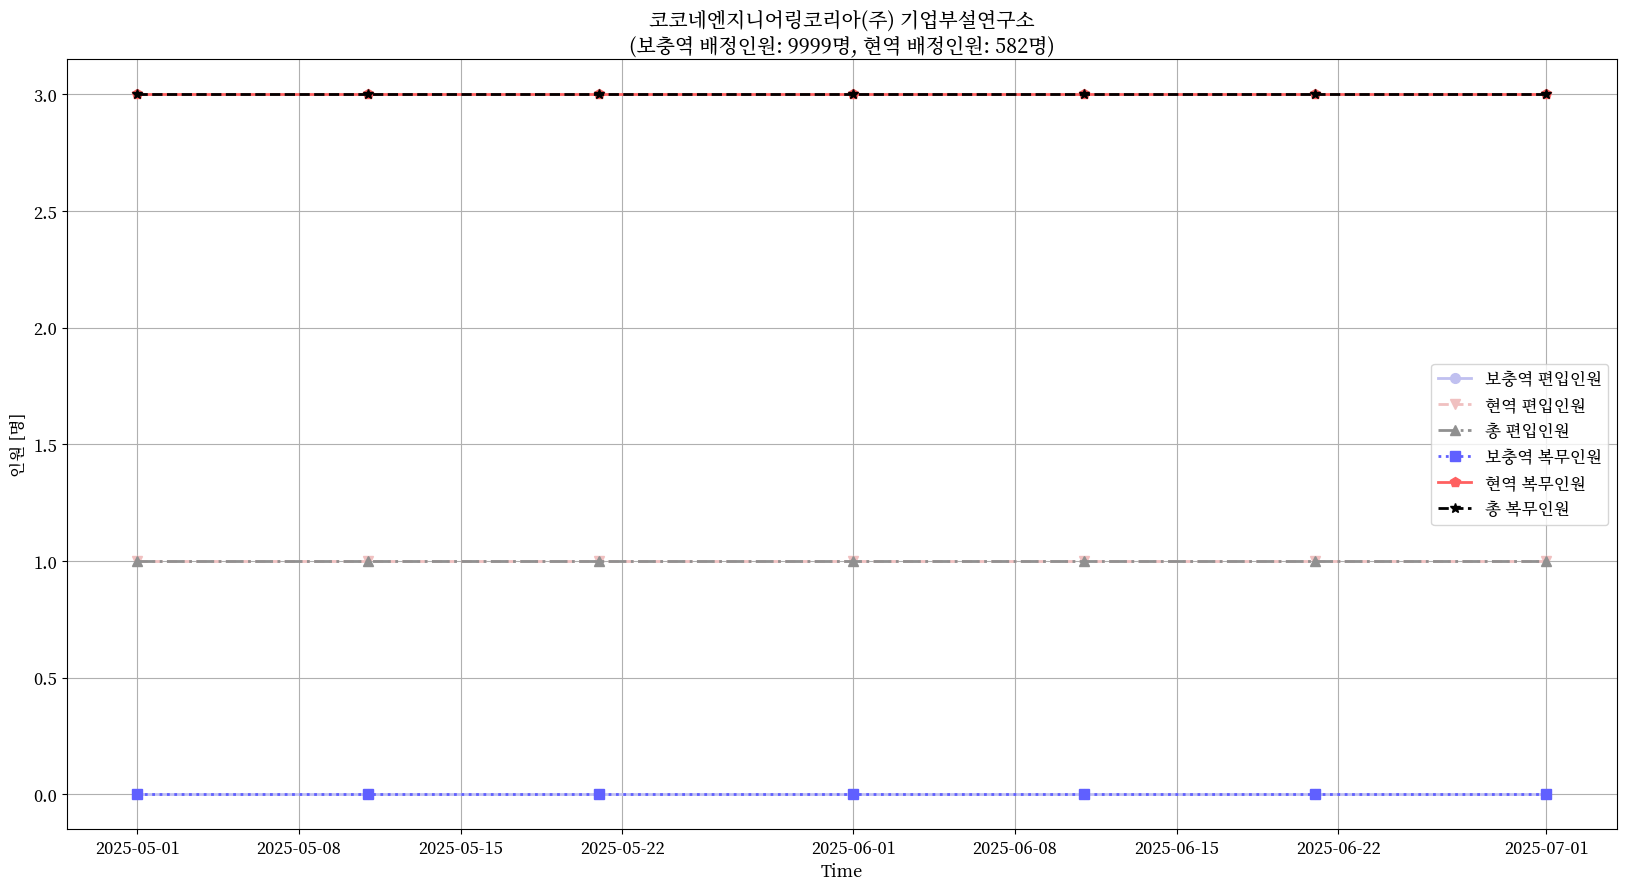 코코네엔지니어링코리아(주) 기업부설연구소
(보충역 배정인원: 9999명, 현역 배정인원: 582명)
인원 [명]
3.0
2.5
2.0
1.5
1.0
0.5
0.0
보충역 편입인원
현역 편입인원
총 편입인원
보충역 복무인원
현역 복무인원
총 복무인원
2025-05-01 2025-05-08 2025-05-15 2025-05-22 2025-06-01 2025-06-08 2025-06-15 2025-06-22 2025-07-01
Time